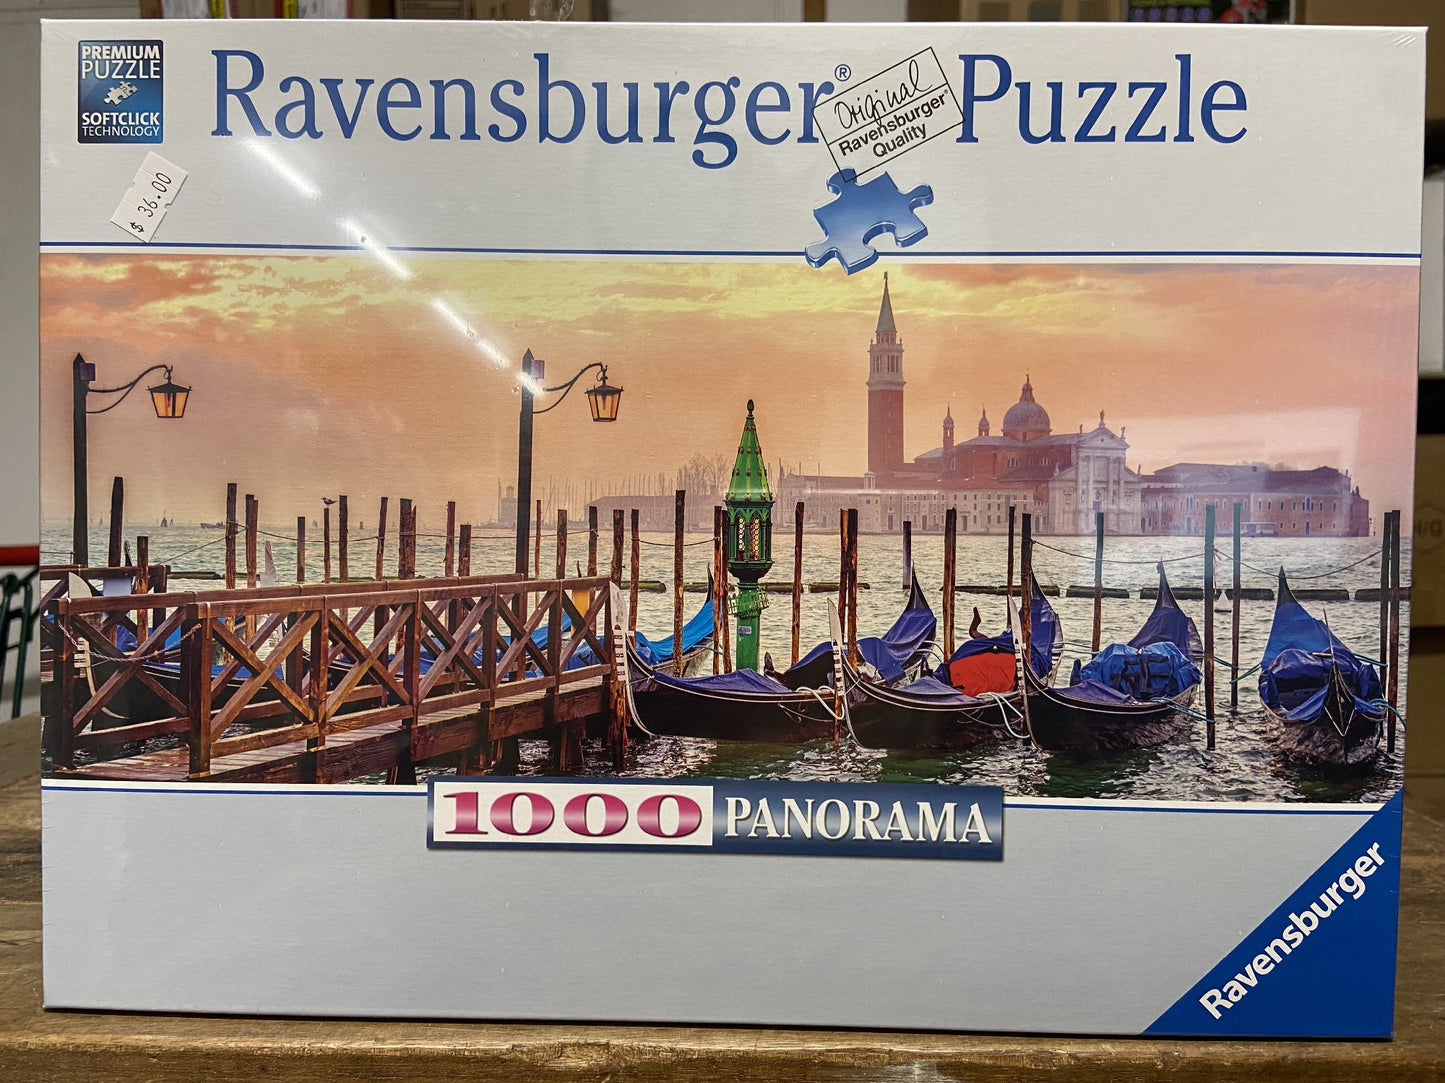 PREMIUM
PUZZLE
SOFTCLICK
TECHNOLOGY
Ravensburger® Puzzle
Original
Ravensburger®
Quality
$ 36.00
1000 PANORAMA
Ravensburger